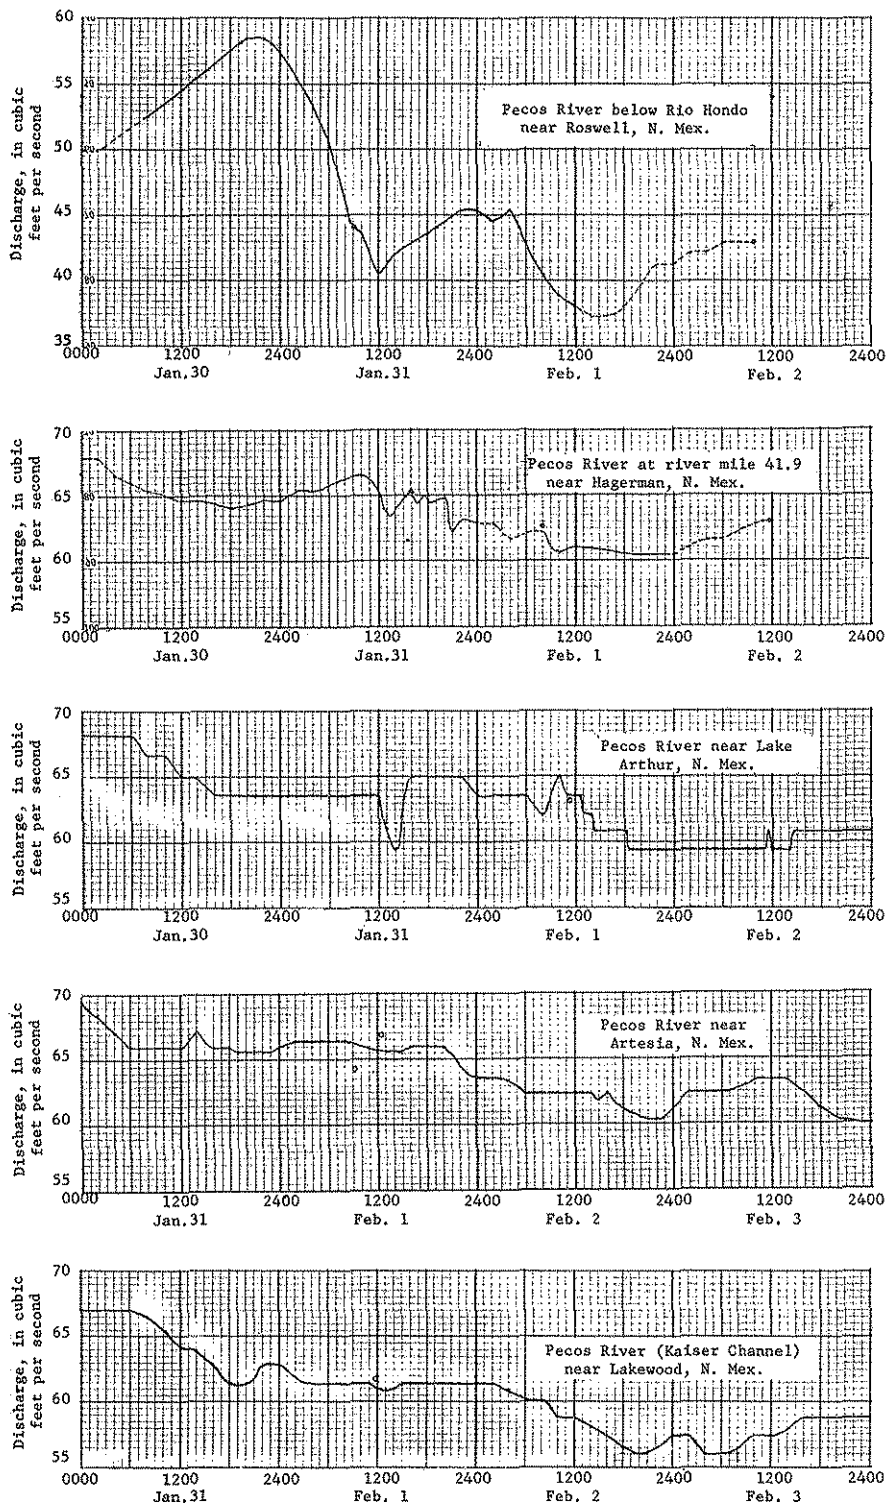 Discharge, in cubic
feet per second
60
55
50
45
40
35
Pecos River below Rio Hondo
near Roswell, N. Mex.
0000 1200 2400 1200 2400 1200 2400 1200 2400
Jan.30 Jan.31 Feb. 1 Feb. 2
Discharge, in cubic
feet per second
70
65
60
55
Pecos River at river mile 41.9
near Hagerman, N. Mex.
0000 1200 2400 1200 2400 1200 2400 1200 2400
Jan.30 Jan.31 Feb. 1 Feb. 2
Discharge, in cubic
feet per second
70
65
60
55
Pecos River near Lake
Arthur, N. Mex.
0000 1200 2400 1200 2400 1200 2400 1200 2400
Jan.30 Jan.31 Feb. 1 Feb. 2
Discharge, in cubic
feet per second
70
65
60
55
Pecos River near
Artesia, N. Mex.
0000 1200 2400 1200 2400 1200 2400 1200 2400
Jan.31 Feb. 1 Feb. 2 Feb. 3
Discharge, in cubic
feet per second
70
65
60
55
Pecos River (Kaiser Channel)
near Lakewood, N. Mex.
0000 1200 2400 1200 2400 1200 2400 1200 2400
Jan.31 Feb. 1 Feb. 2 Feb. 3